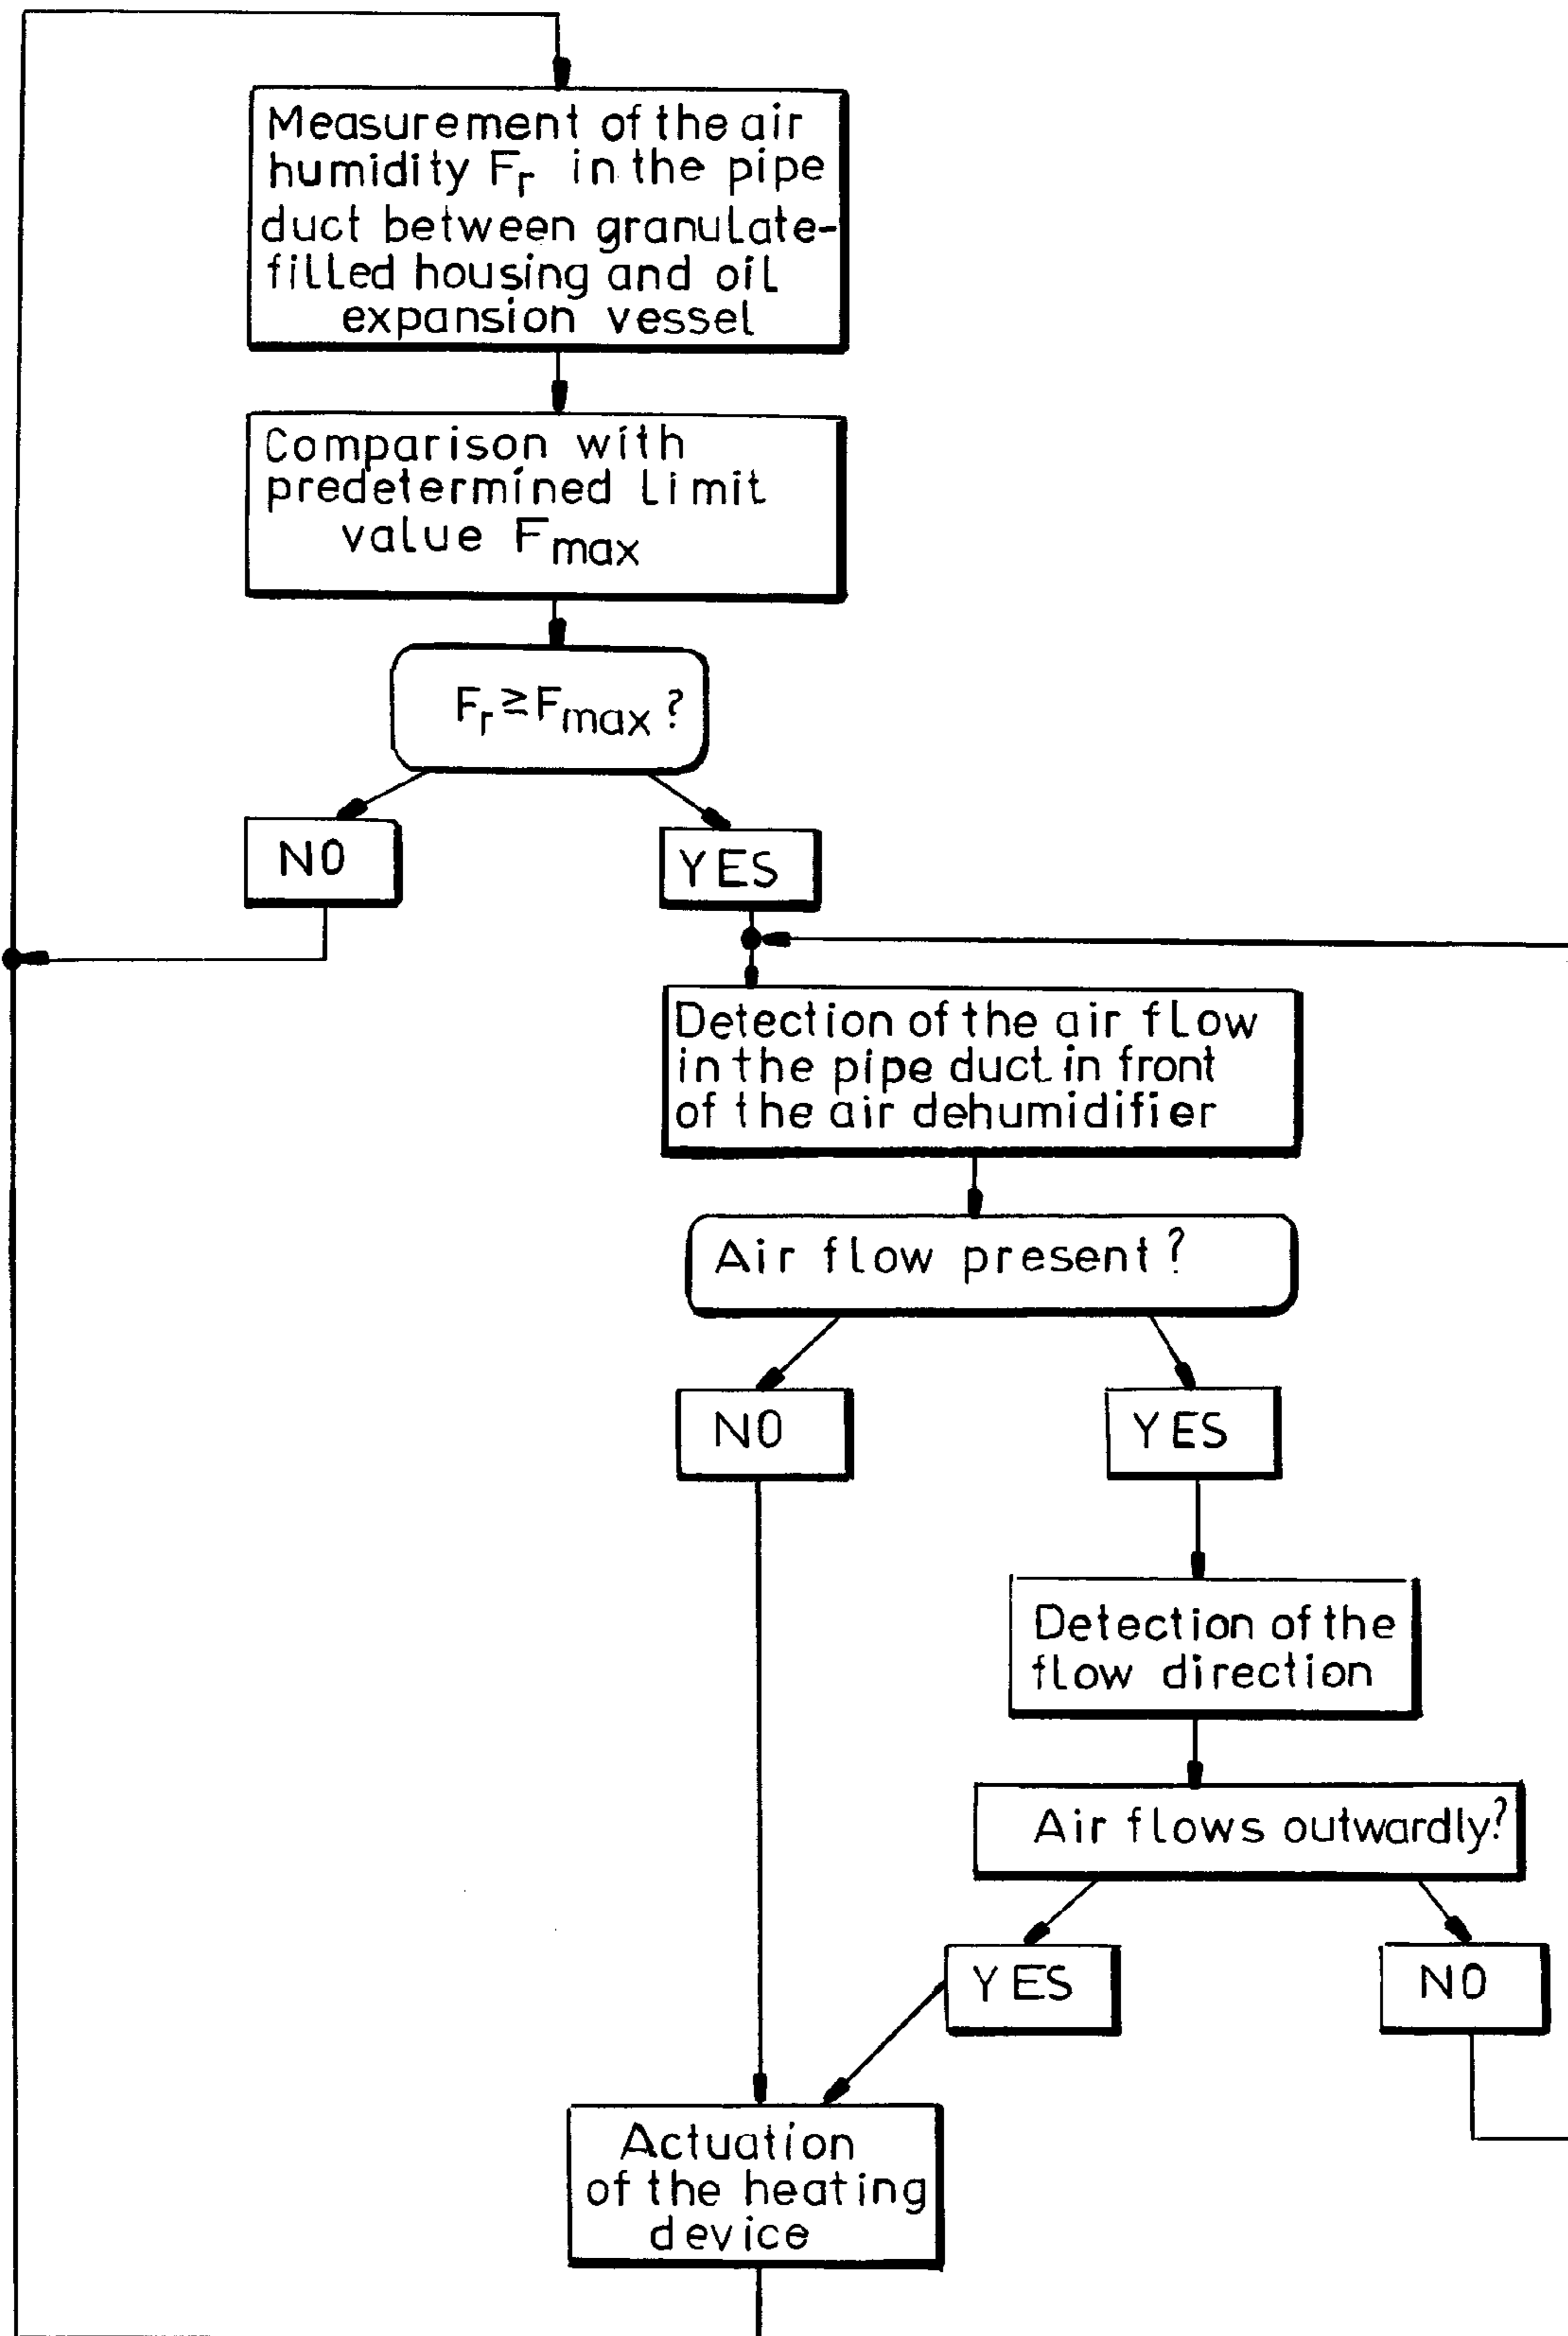 Measurement of the air
humidity Fr in the pipe
duct between granulate-
filled housing and oil
expansion vessel
Comparison with
predetermined limit
value Fmax
Fr ≧ Fmax ?
NO
YES
Detection of the air flow
in the pipe duct in front
of the air dehumidifier
Air flow present?
NO
YES
Detection of the
flow direction
Air flows outwardly?
YES
NO
Actuation
of the heating
device